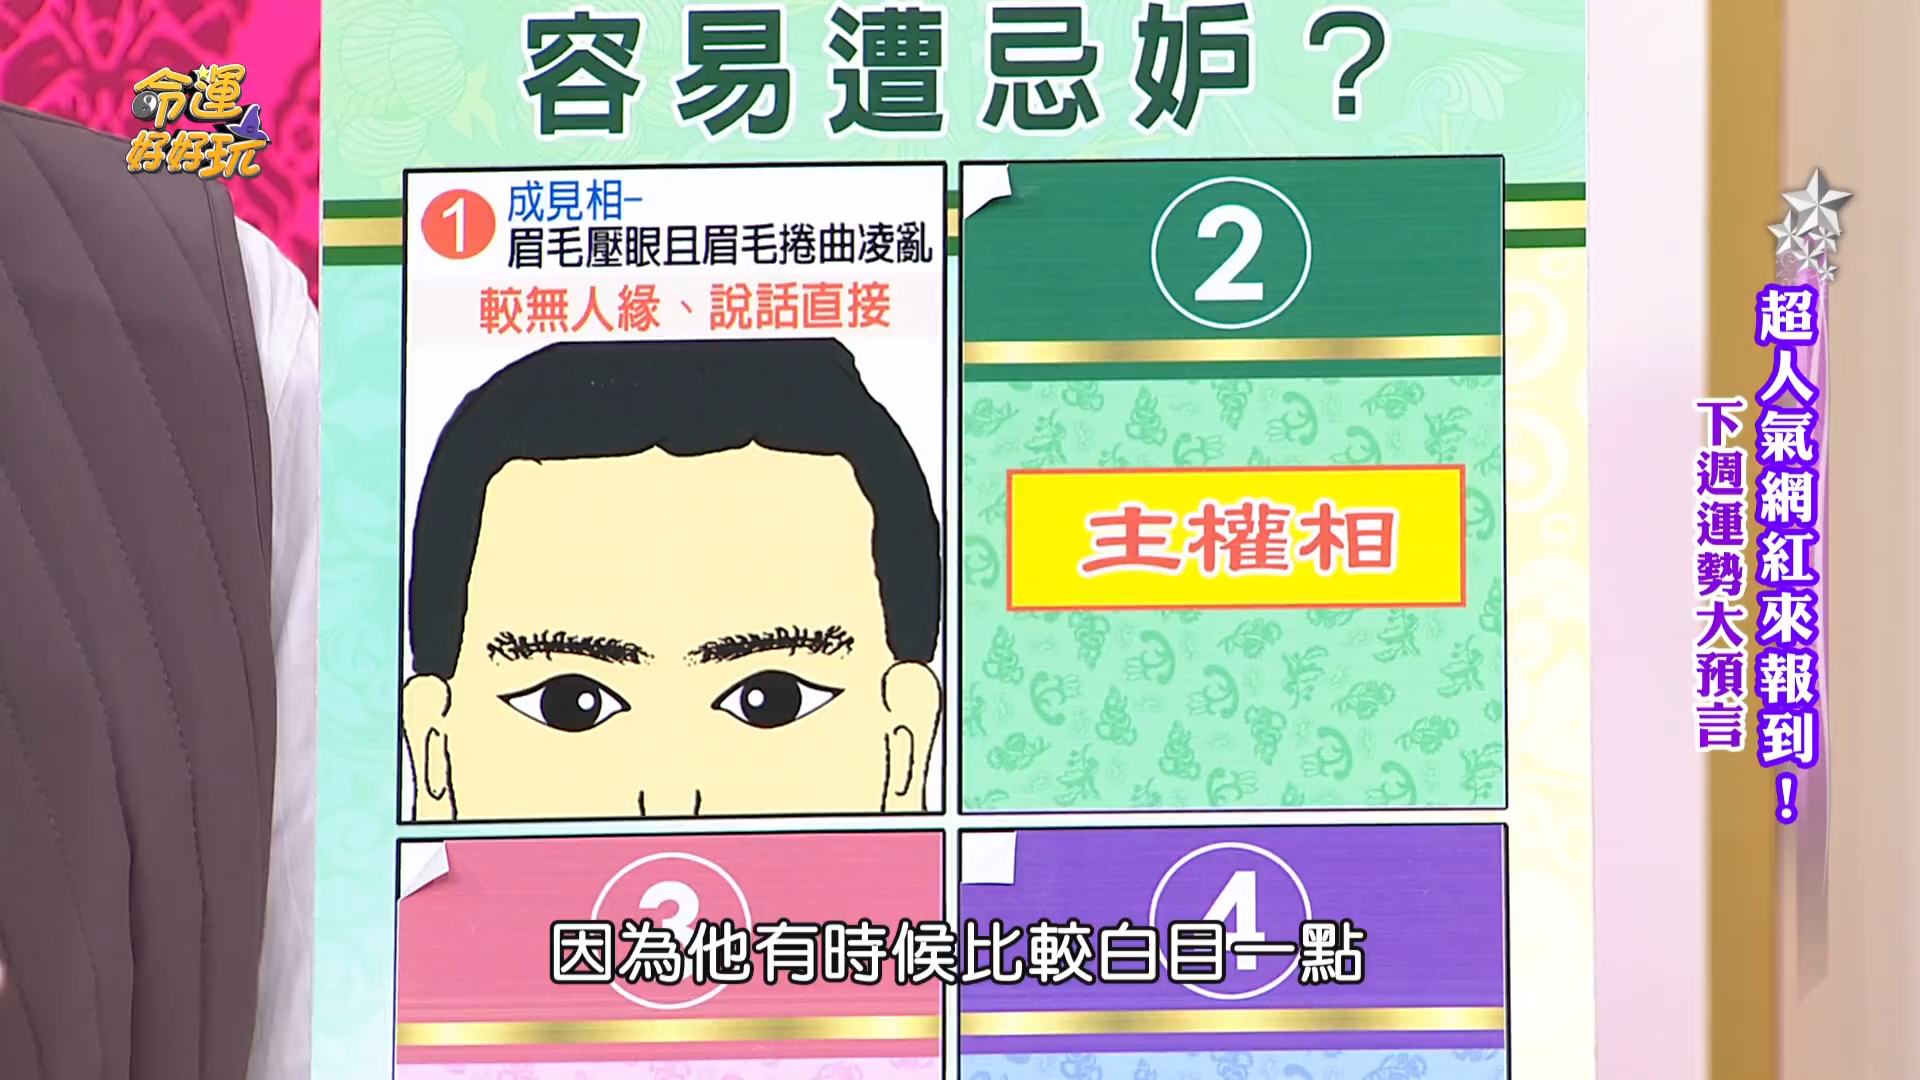 命運
好好玩
容易遭忌妒？
1
成見相-
眉毛壓眼且眉毛捲曲凌亂
較無人緣、說話直接
2
主權相
3
4
因為他有時候比較白目一點
超人氣網紅來報到！
下週運勢大預言